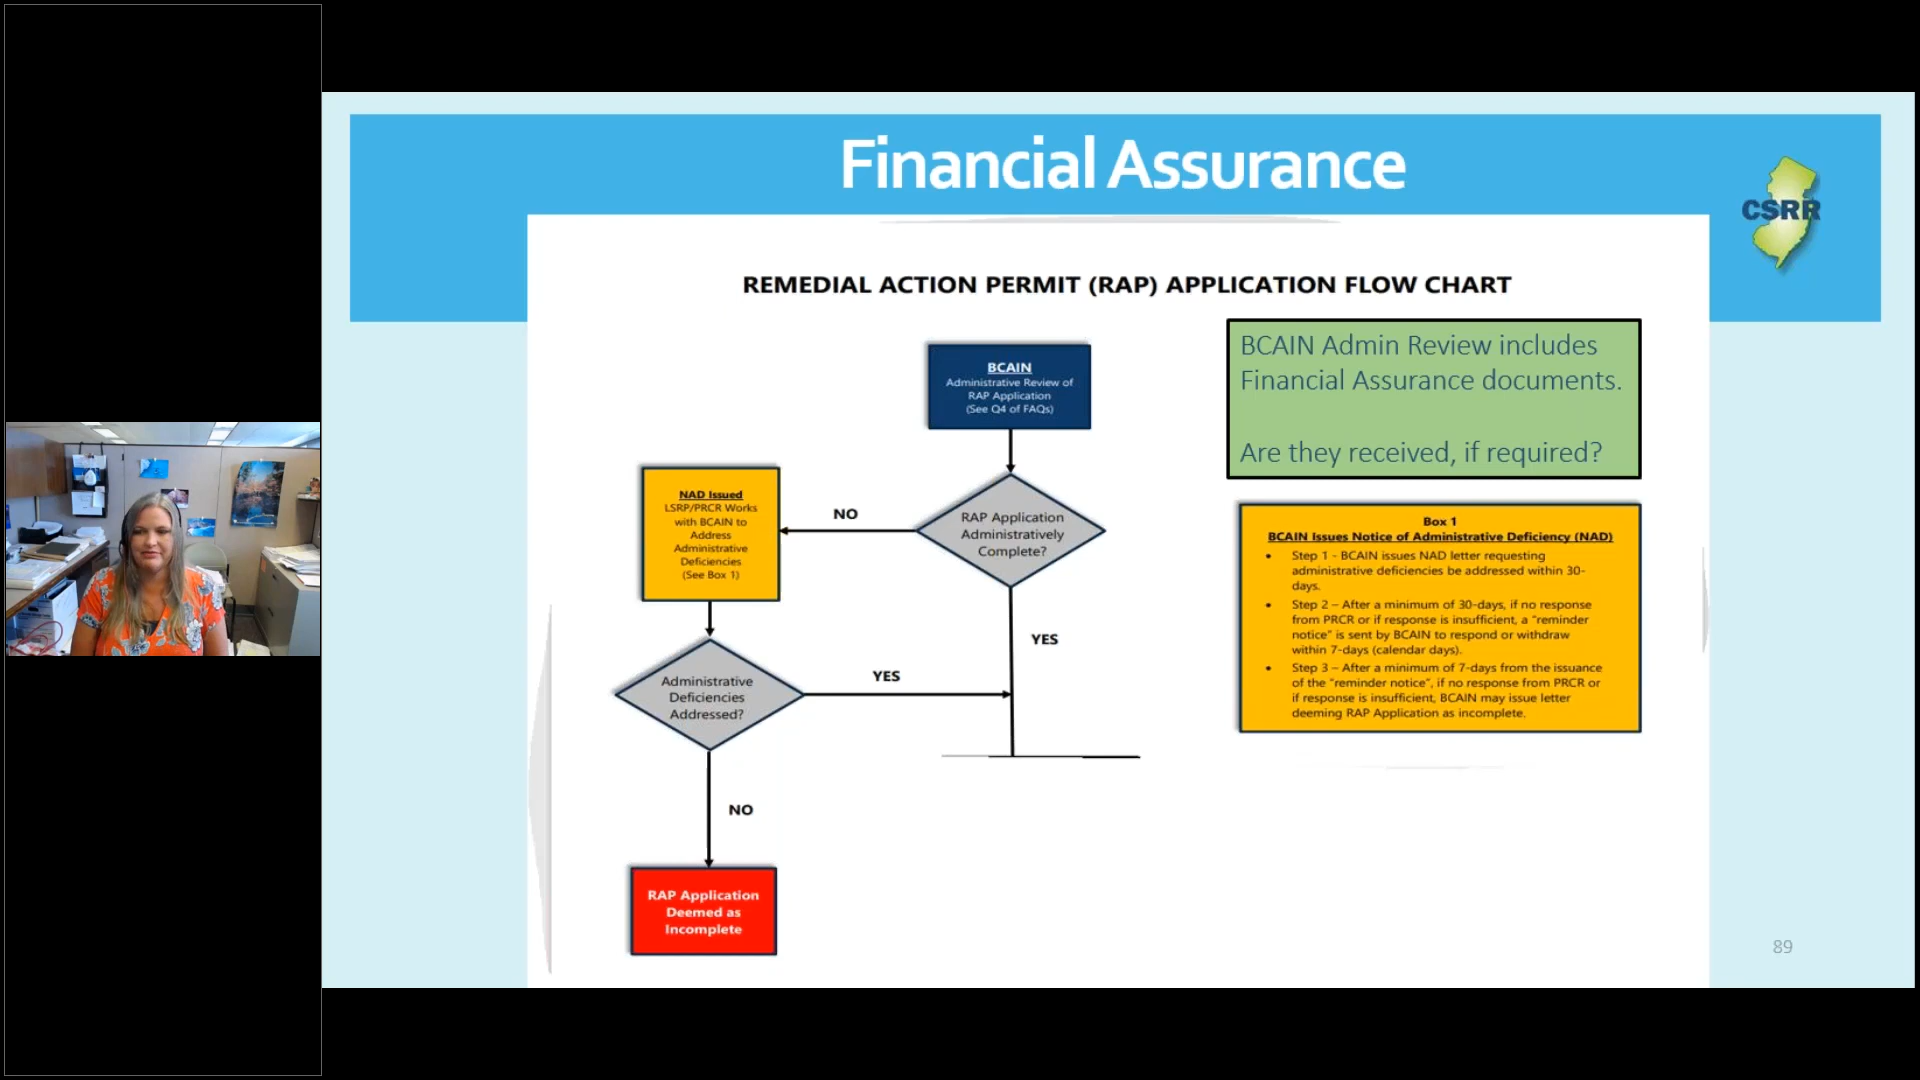 Financial Assurance
CSRR
REMEDIAL ACTION PERMIT (RAP) APPLICATION FLOW CHART
BCAIN
Administrative Review of
RAP Application
(See Q4 of FAQs)
BCAIN Admin Review includes
Financial Assurance documents.
Are they received, if required?
NAD Issued
LSRP/PRCR Works
with BCAIN to
Address
Administrative
Deficiencies
(See Box 1)
NO
RAP Application
Administratively
Complete?
Box 1
BCAIN Issues Notice of Administrative Deficiency (NAD)
• Step 1 - BCAIN issues NAD letter requesting
administrative deficiencies be addressed within 30-
days.
• Step 2 – After a minimum of 30-days, if no response
from PRCR or if response is insufficient, a "reminder
notice" is sent by BCAIN to respond or withdraw
within 7-days (calendar days).
• Step 3 – After a minimum of 7-days from the issuance
of the "reminder notice", if no response from PRCR or
if response is insufficient, BCAIN may issue letter
deeming RAP Application as incomplete.
YES
Administrative
Deficiencies
Addressed?
YES
NO
RAP Application
Deemed as
Incomplete
89